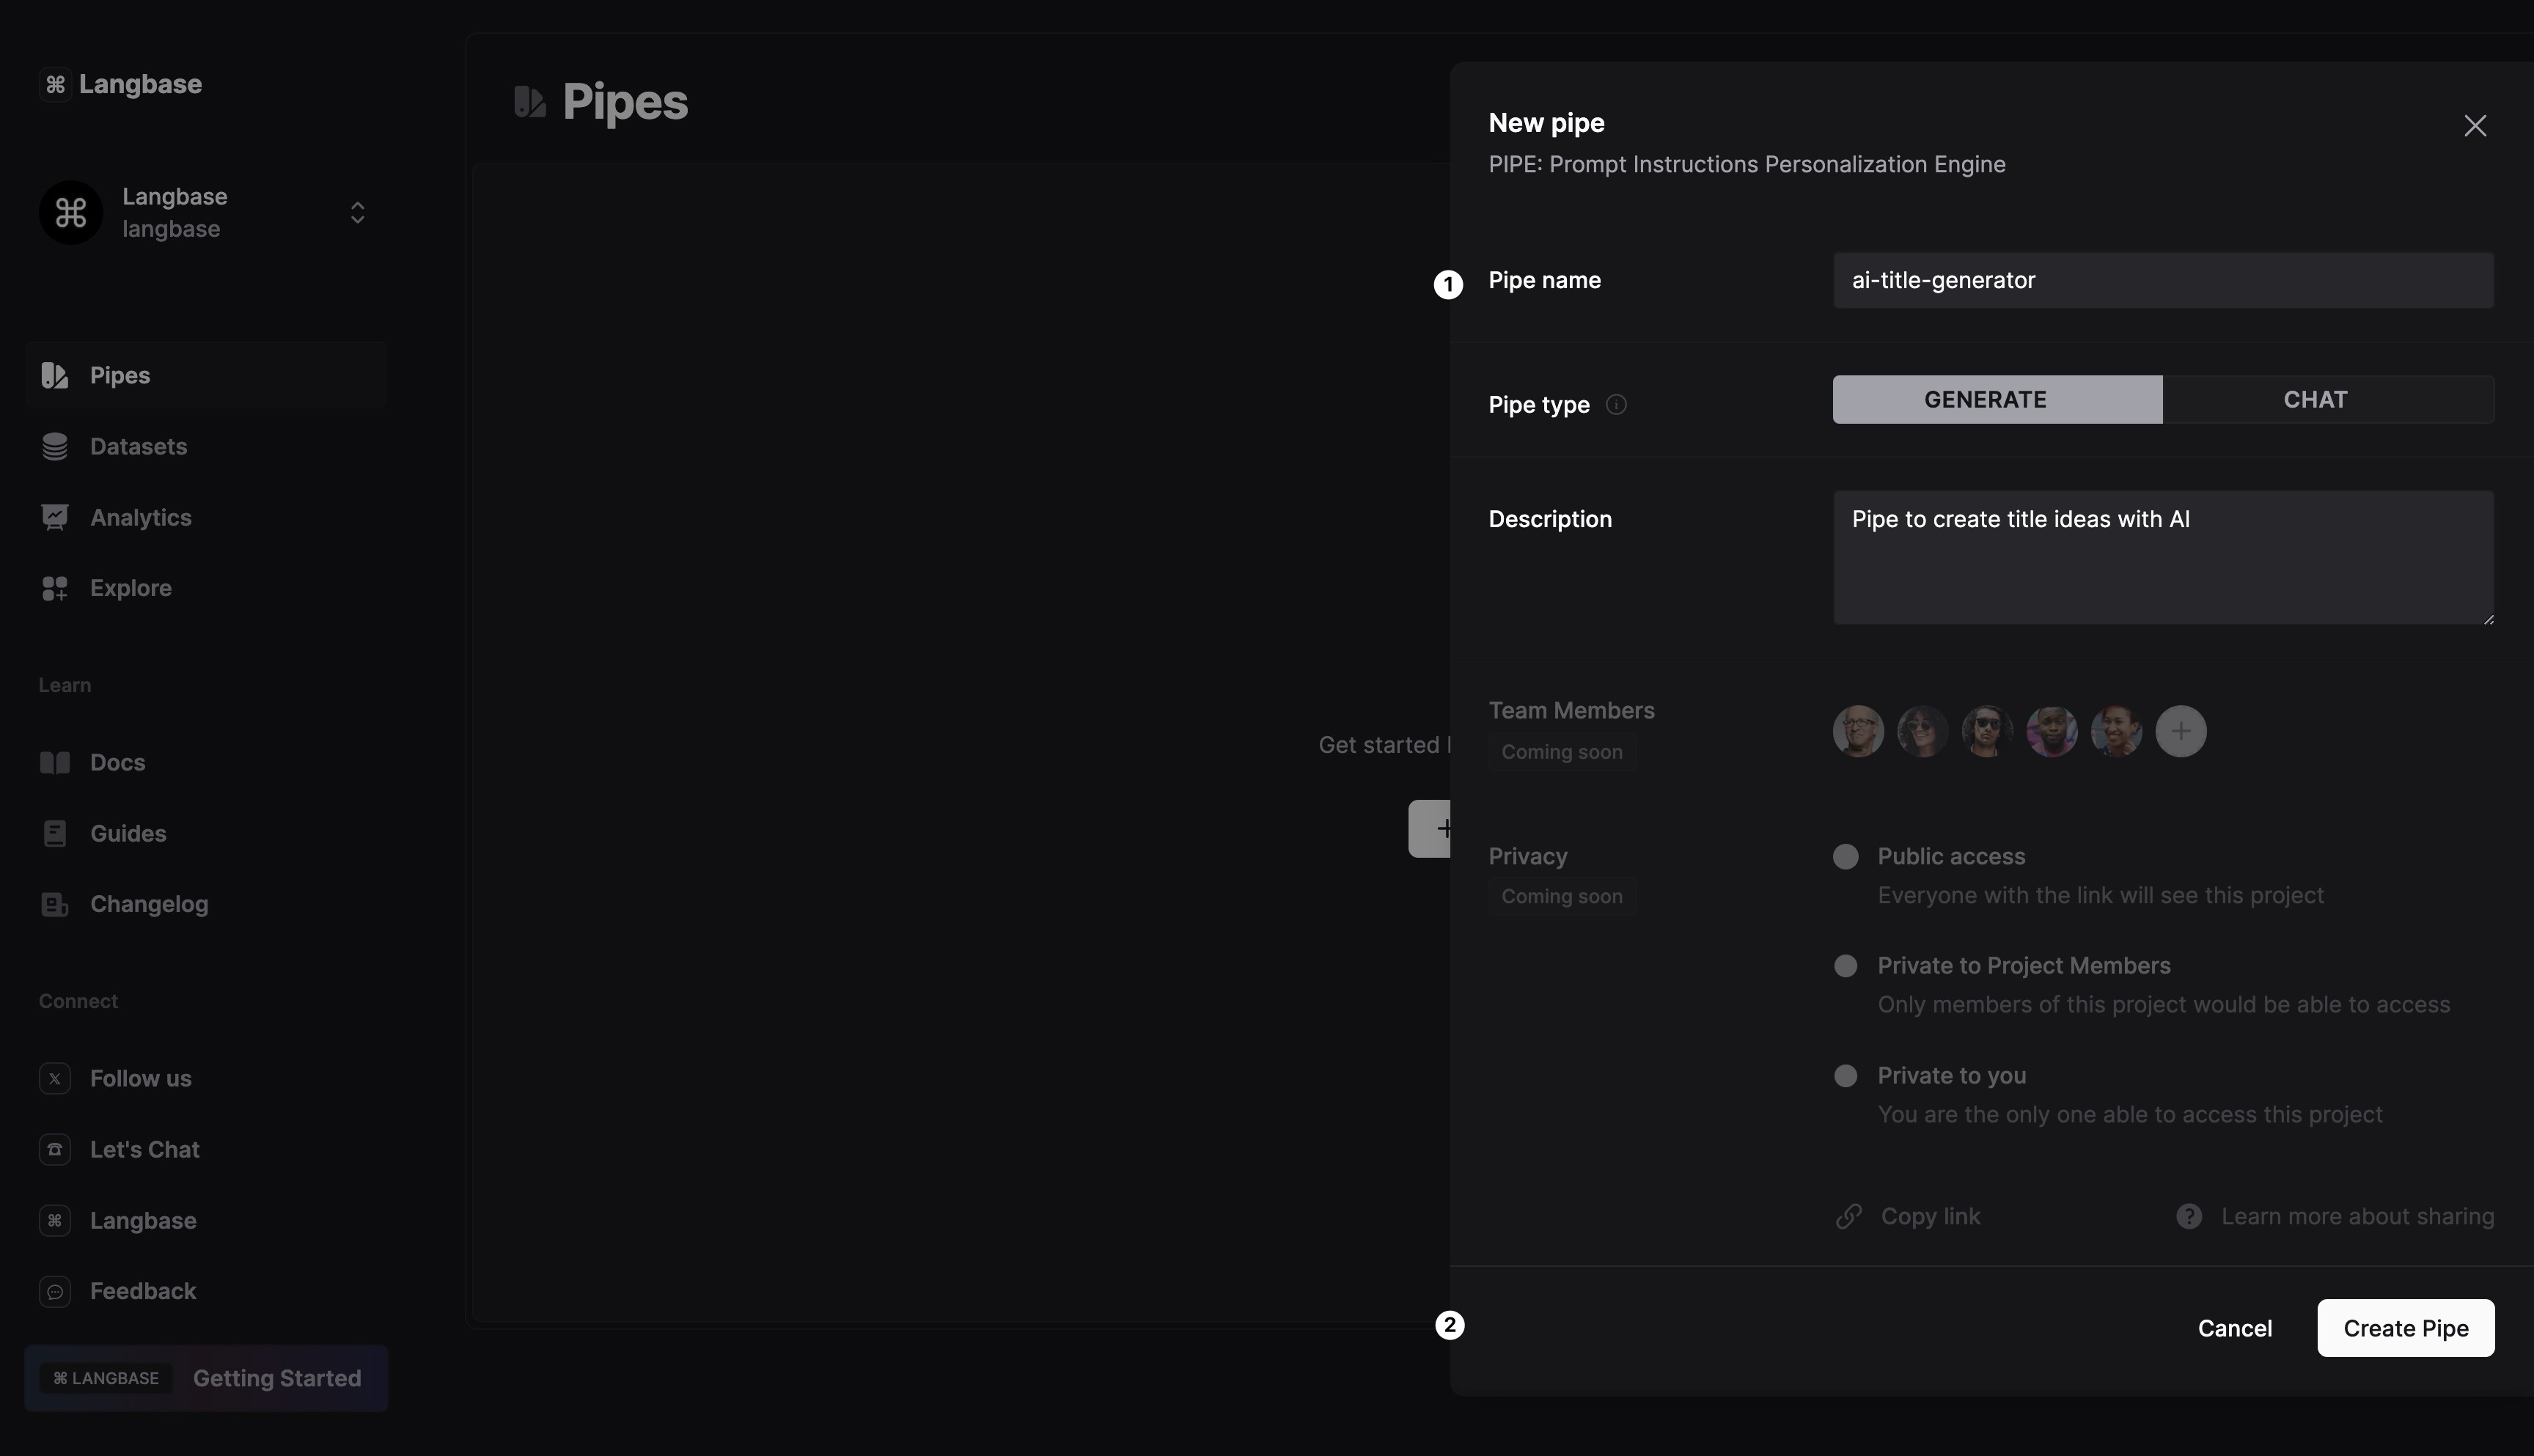 Langbase
Langbase
langbase
Pipes
Datasets
Analytics
Explore
Learn
Docs
Guides
Changelog
Connect
Follow us
Let's Chat
Langbase
Feedback
⌘ LANGBASE Getting Started
Pipes
Get started
New pipe
PIPE: Prompt Instructions Personalization Engine
1 Pipe name ai-title-generator
Pipe type GENERATE CHAT
Description Pipe to create title ideas with AI
Team Members
Coming soon
Privacy
Coming soon
Public access
Everyone with the link will see this project
Private to Project Members
Only members of this project would be able to access
Private to you
You are the only one able to access this project
Copy link ? Learn more about sharing
2 Cancel Create Pipe